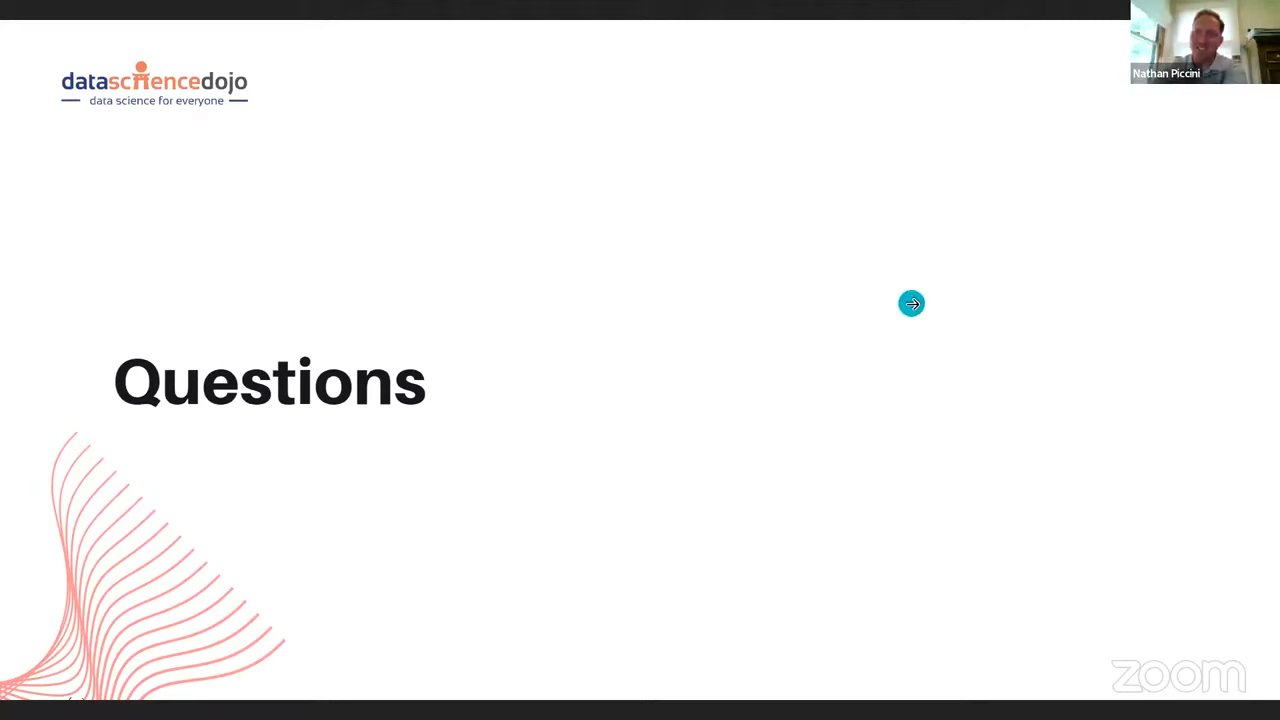 datasciencedojo
data science for everyone
Nathan Piccini
Questions
zoom